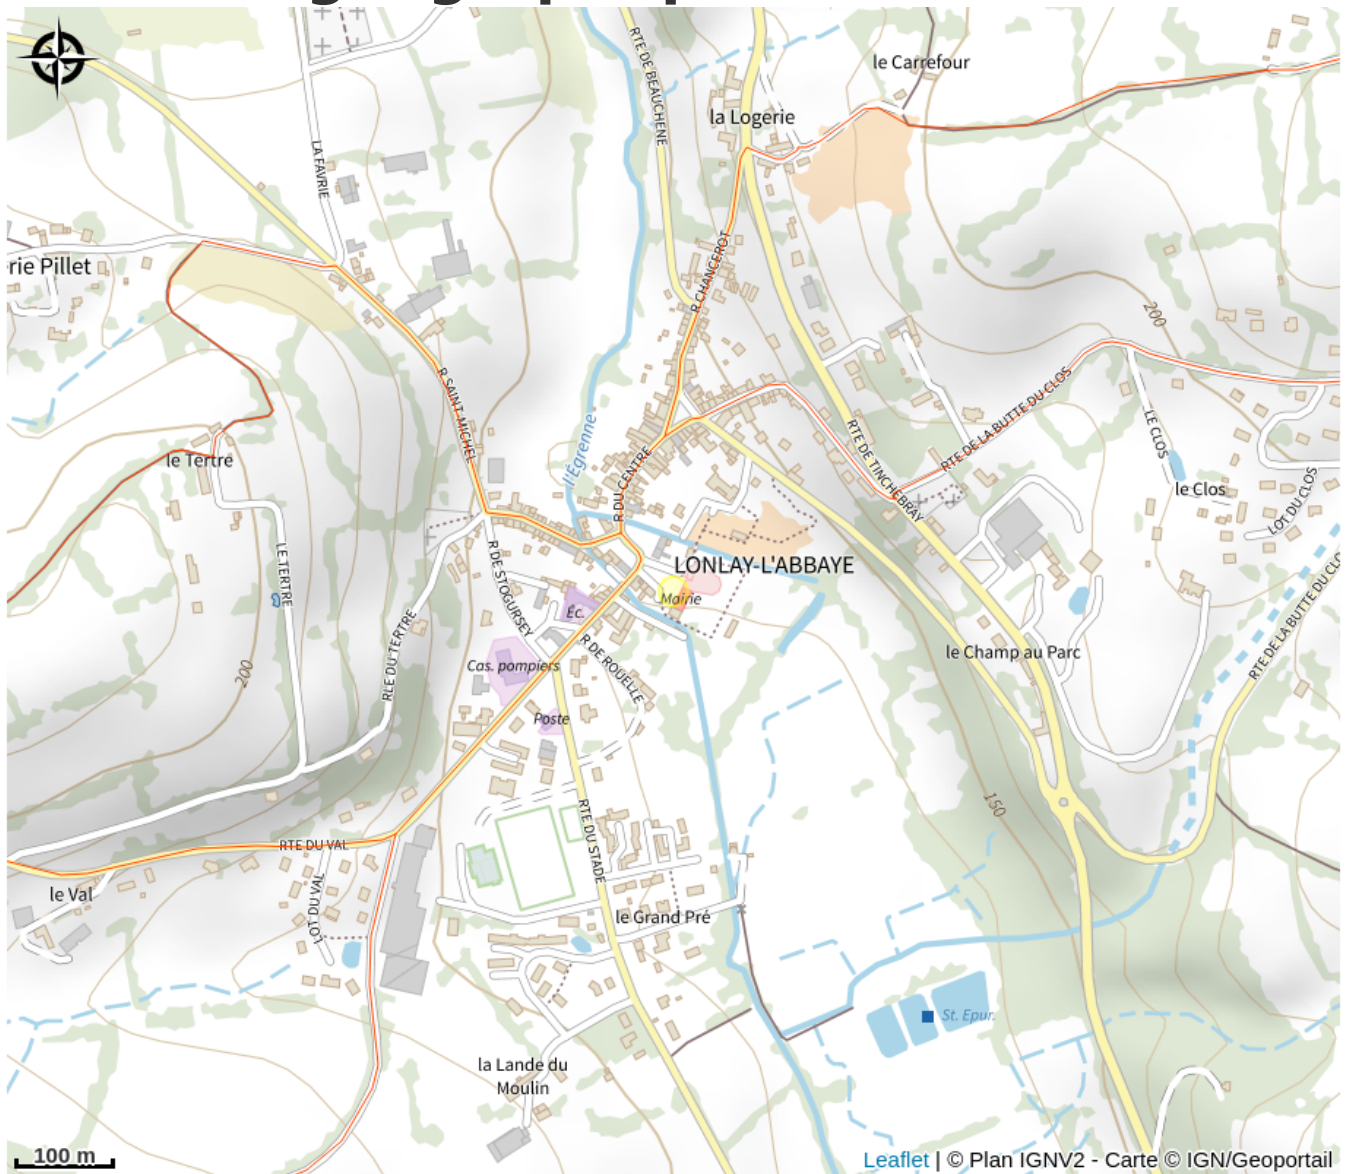 RTE DE BEAUCHENE
le Carrefour
la Logerie
LA FAVRIE
R CHANCEROT
rie Pillet
200
R SAINT-MICHEL
RTE DE LA BUTTE DU CLOS
LE CLOS
l'Égrenne
R DU CENTRE
RTE DE TINCHEBRAY
le Tertre
le Clos
LOT DU CLOS
LONLAY-L'ABBAYE
LE TERTRE
R DE STOGURSEY
Éc.
Mairie
RLE DU TERTRE
R DE ROUELLE
le Champ au Parc
RTE DE LA BUTTE DU CLO
200
Cas. pompiers
Poste
150
RTE DU STADE
RTE DU VAL
le Val
LOT DU VAL
le Grand Pré
St. Epur.
la Lande du
Moulin
100 m
Leaflet | © Plan IGNV2 - Carte © IGN/Geoportail